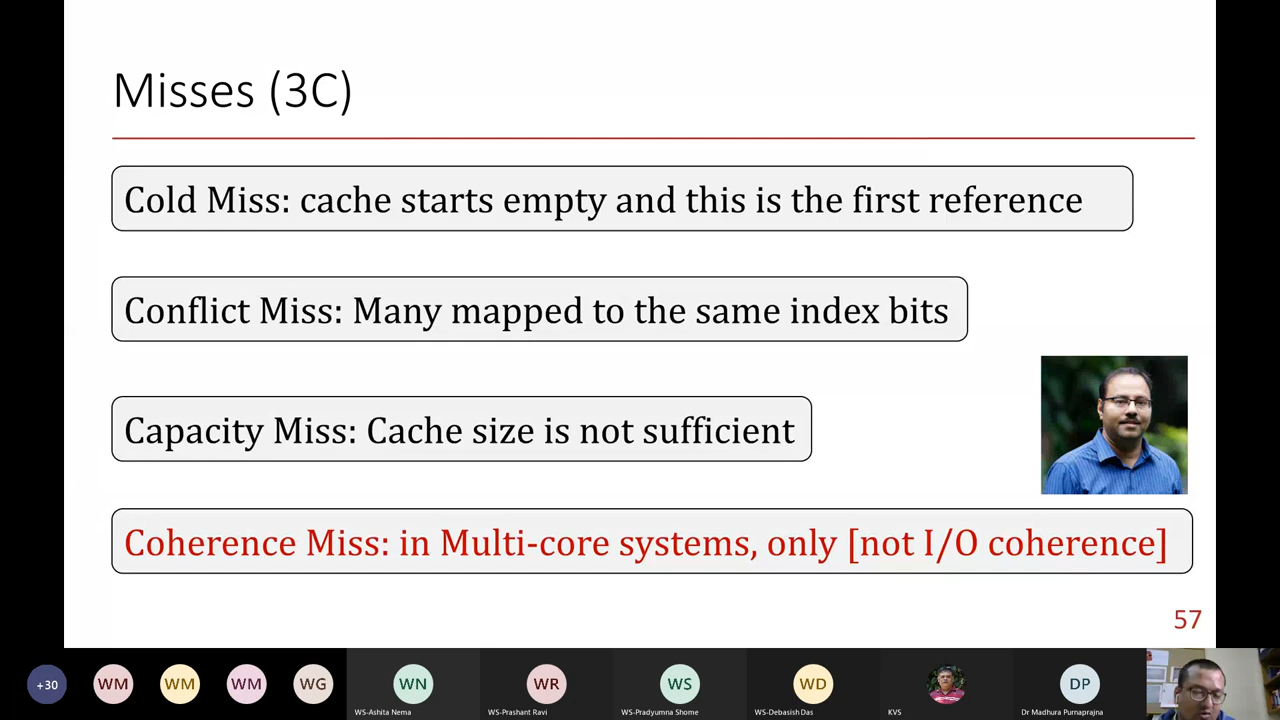 Misses (3C)
Cold Miss: cache starts empty and this is the first reference
Conflict Miss: Many mapped to the same index bits
Capacity Miss: Cache size is not sufficient
Coherence Miss: in Multi-core systems, only [not I/O coherence]
57
+30 WM WM WM WG WN WR WS WD DP
WS-Ashita Nema WS-Prashant Ravi WS-Pradyumna Shome WS-Debasish Das KVS Dr Madhura Purnaprajna